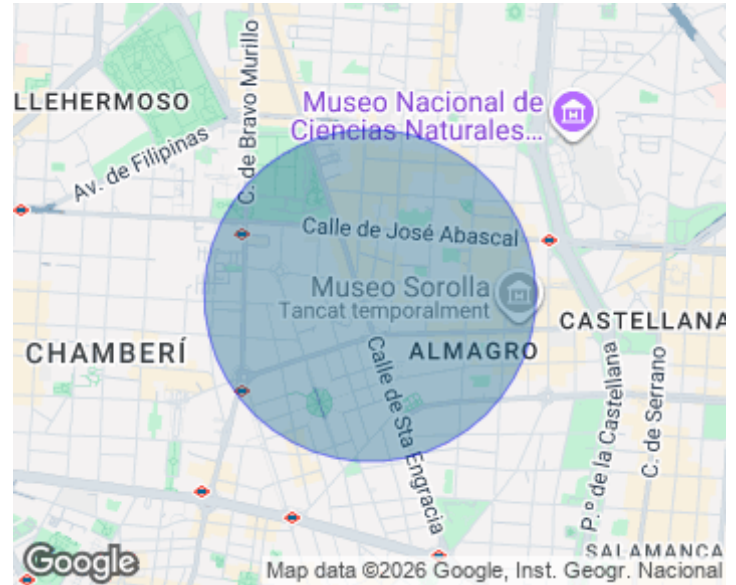 LLEHERMOSO
C. de Bravo Murillo
Museo Nacional de
Ciencias Naturales...
Av. de Filipinas
Calle de José Abascal
Museo Sorolla
Tancat temporalment
CASTELLANA
CHAMBERÍ
ALMAGRO
Calle de Sta Engracia
P.º de la Castellana
C. de Serrano
SALAMANCA
Google
Map data ©2026 Google, Inst. Geogr. Nacional